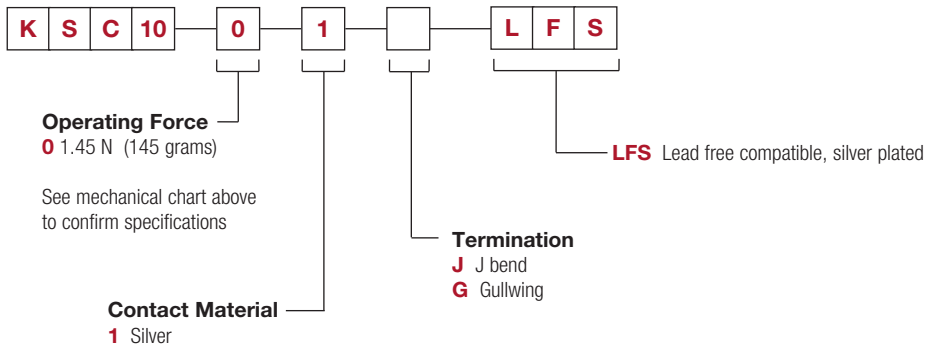 K S C 10 0 1 L F S
Operating Force
0 1.45 N (145 grams)
See mechanical chart above
to confirm specifications
LFS Lead free compatible, silver plated
Termination
J J bend
G Gullwing
Contact Material
1 Silver